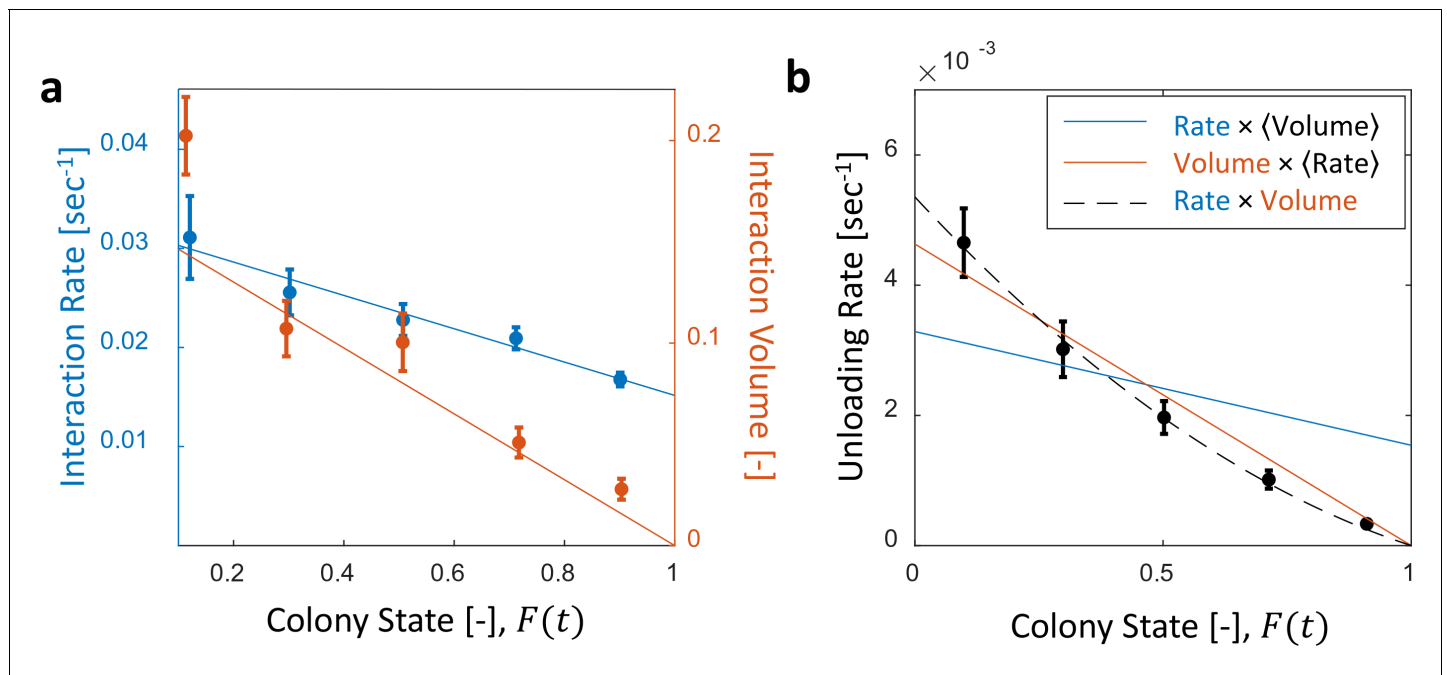 a
Interaction Rate [sec⁻¹]
0.04
0.03
0.02
0.01
0.2
0.1
0
Interaction Volume [-]
0.2
0.4
0.6
0.8
1
Colony State [-], F(t)
b
× 10 ⁻³
Unloading Rate [sec⁻¹]
6
4
2
0
0
0.5
1
Colony State [-], F(t)
Rate × ⟨Volume⟩
Volume × ⟨Rate⟩
Rate × Volume